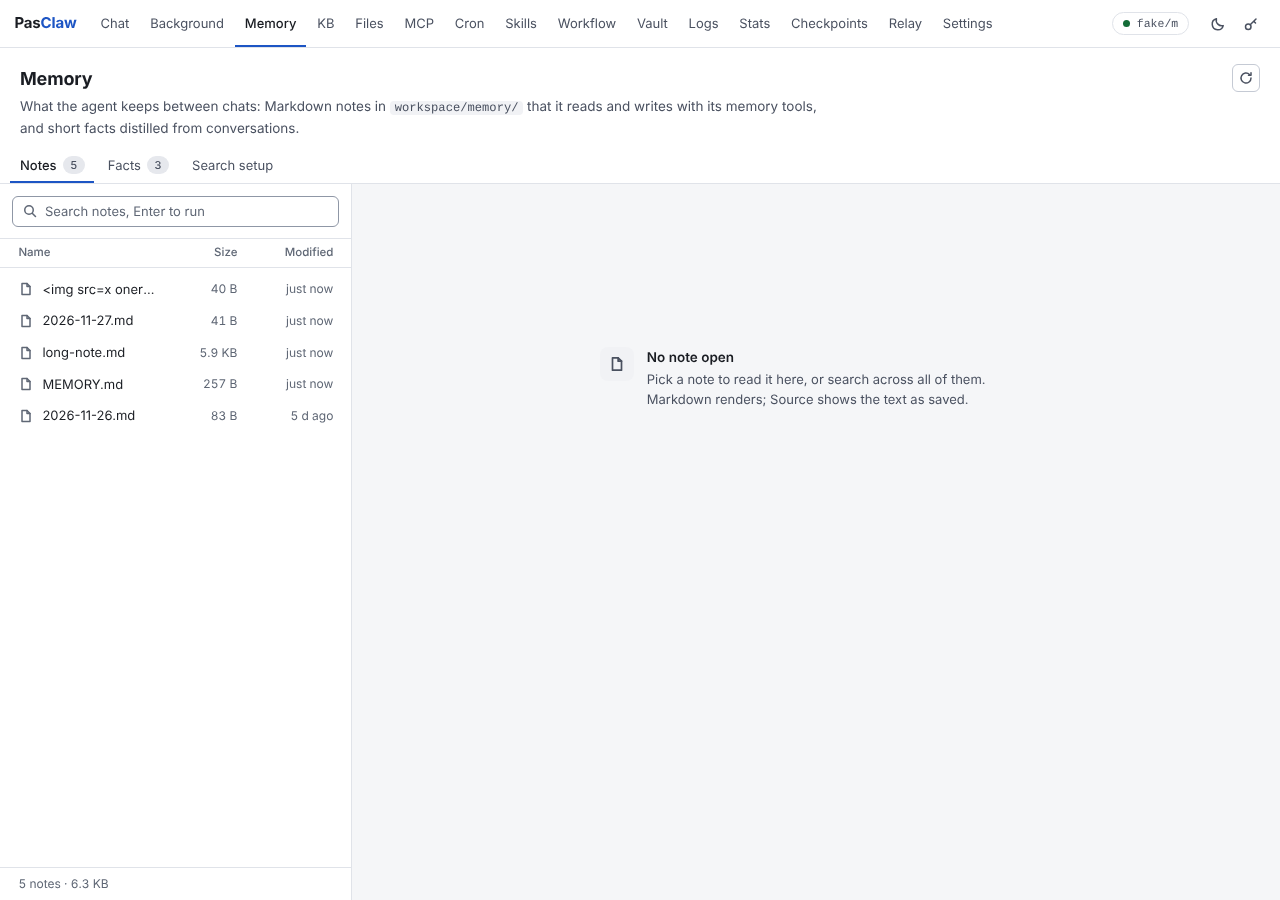 PasClaw Chat Background Memory KB Files MCP Cron Skills Workflow Vault Logs Stats Checkpoints Relay Settings fake/m
Memory
What the agent keeps between chats: Markdown notes in workspace/memory/ that it reads and writes with its memory tools,
and short facts distilled from conversations.
Notes 5 Facts 3 Search setup
Search notes, Enter to run
Name Size Modified
<img src=x oner... 40 B just now
2026-11-27.md 41 B just now
long-note.md 5.9 KB just now
MEMORY.md 257 B just now
2026-11-26.md 83 B 5 d ago
No note open
Pick a note to read it here, or search across all of them.
Markdown renders; Source shows the text as saved.
5 notes · 6.3 KB